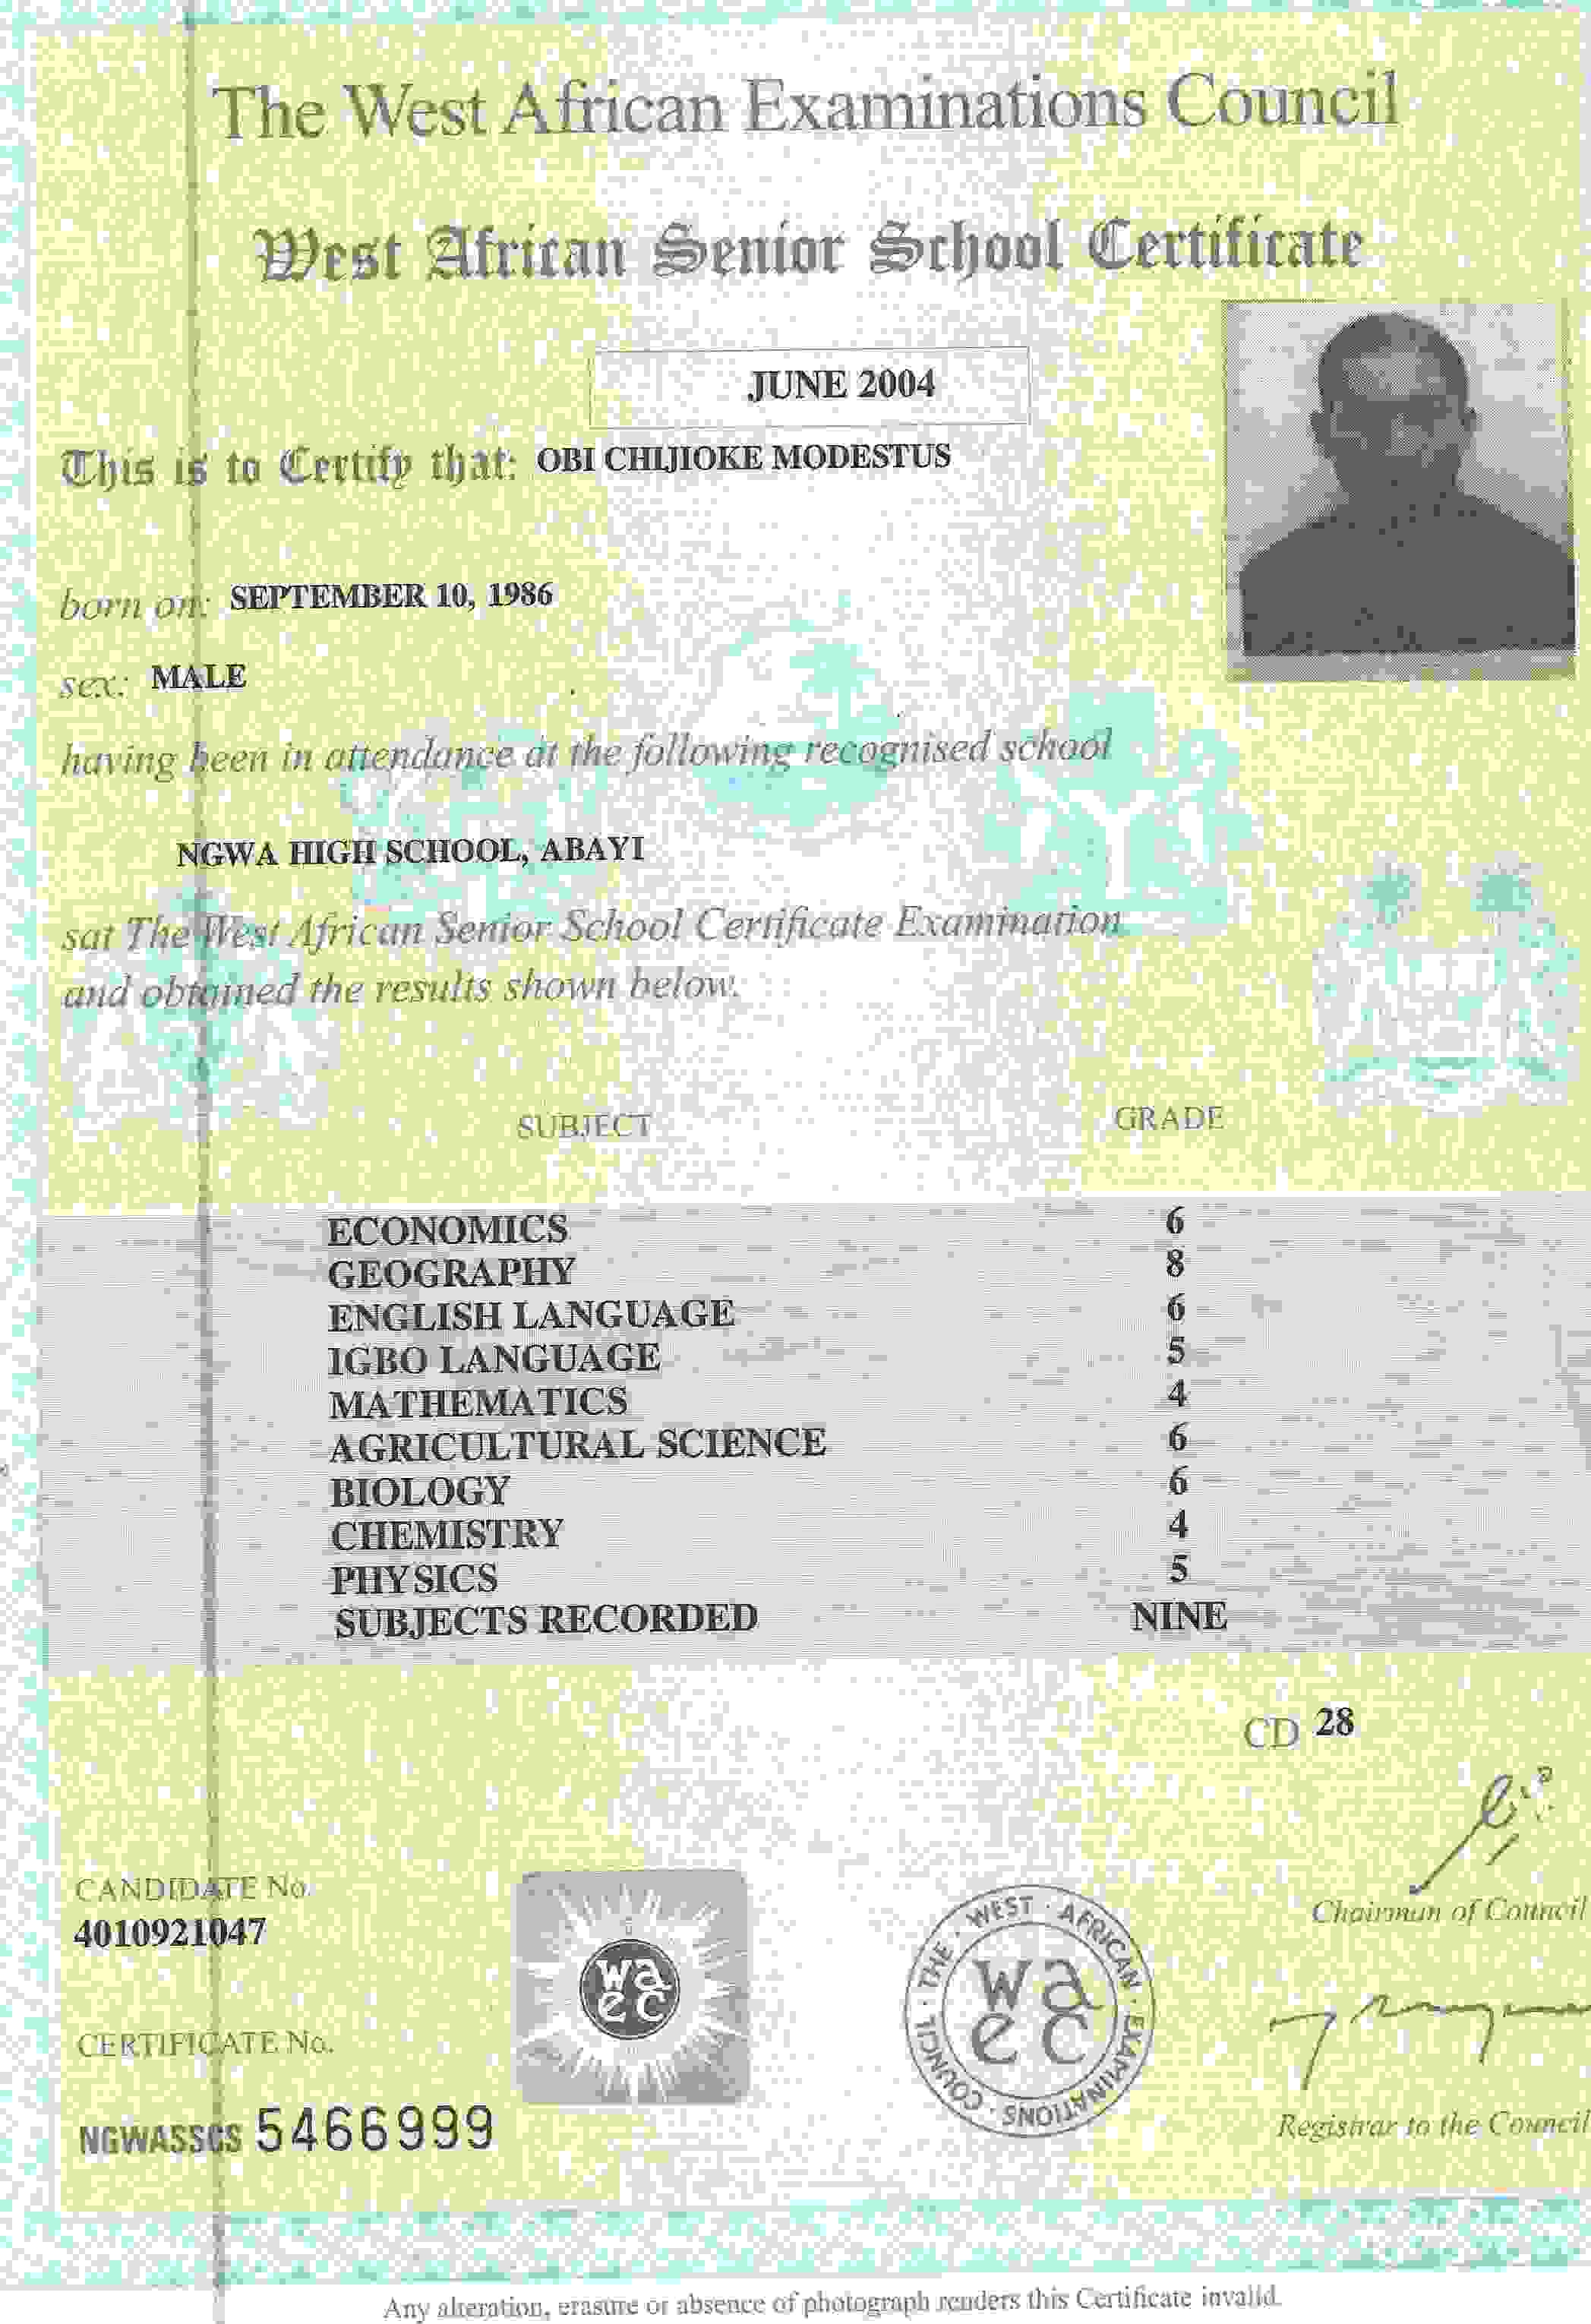 The West African Examinations Council
West African Senior School Certificate
JUNE 2004
This is to Certify that: OBI CHIJIOKE MODESTUS
born on: SEPTEMBER 10, 1986
sex: MALE
having been in attendance at the following recognised school
NGWA HIGH SCHOOL, ABAYI
sat The West African Senior School Certificate Examination
and obtained the results shown below.
SUBJECT GRADE
ECONOMICS 6
GEOGRAPHY 8
ENGLISH LANGUAGE 6
IGBO LANGUAGE 5
MATHEMATICS 4
AGRICULTURAL SCIENCE 6
BIOLOGY 6
CHEMISTRY 4
PHYSICS 5
SUBJECTS RECORDED NINE
CD 28
CANDIDATE No.
4010921047
Chairman of Council
CERTIFICATE No.
NGWASSCS 5466999
waec
THE · WEST · AFRICAN · EXAMINATIONS · COUNCIL ·
waec
Registrar to the Council
Any alteration, erasure or absence of photograph renders this Certificate invalid.